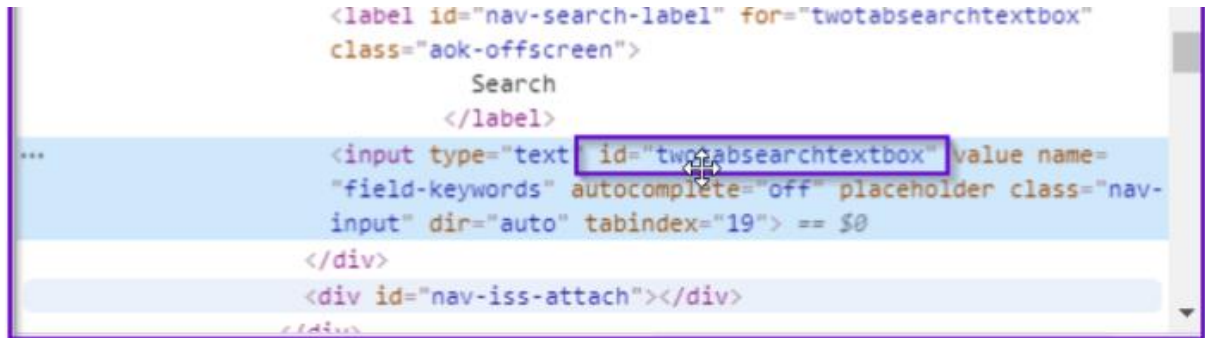 <label id="nav-search-label" for="twotabsearchtextbox"
class="aok-offscreen">
Search
</label>
<input type="text" id="twotabsearchtextbox" value name=
"field-keywords" autocomplete="off" placeholder class="nav-
input" dir="auto" tabindex="19"> == $0
</div>
<div id="nav-iss-attach"></div>
</div>